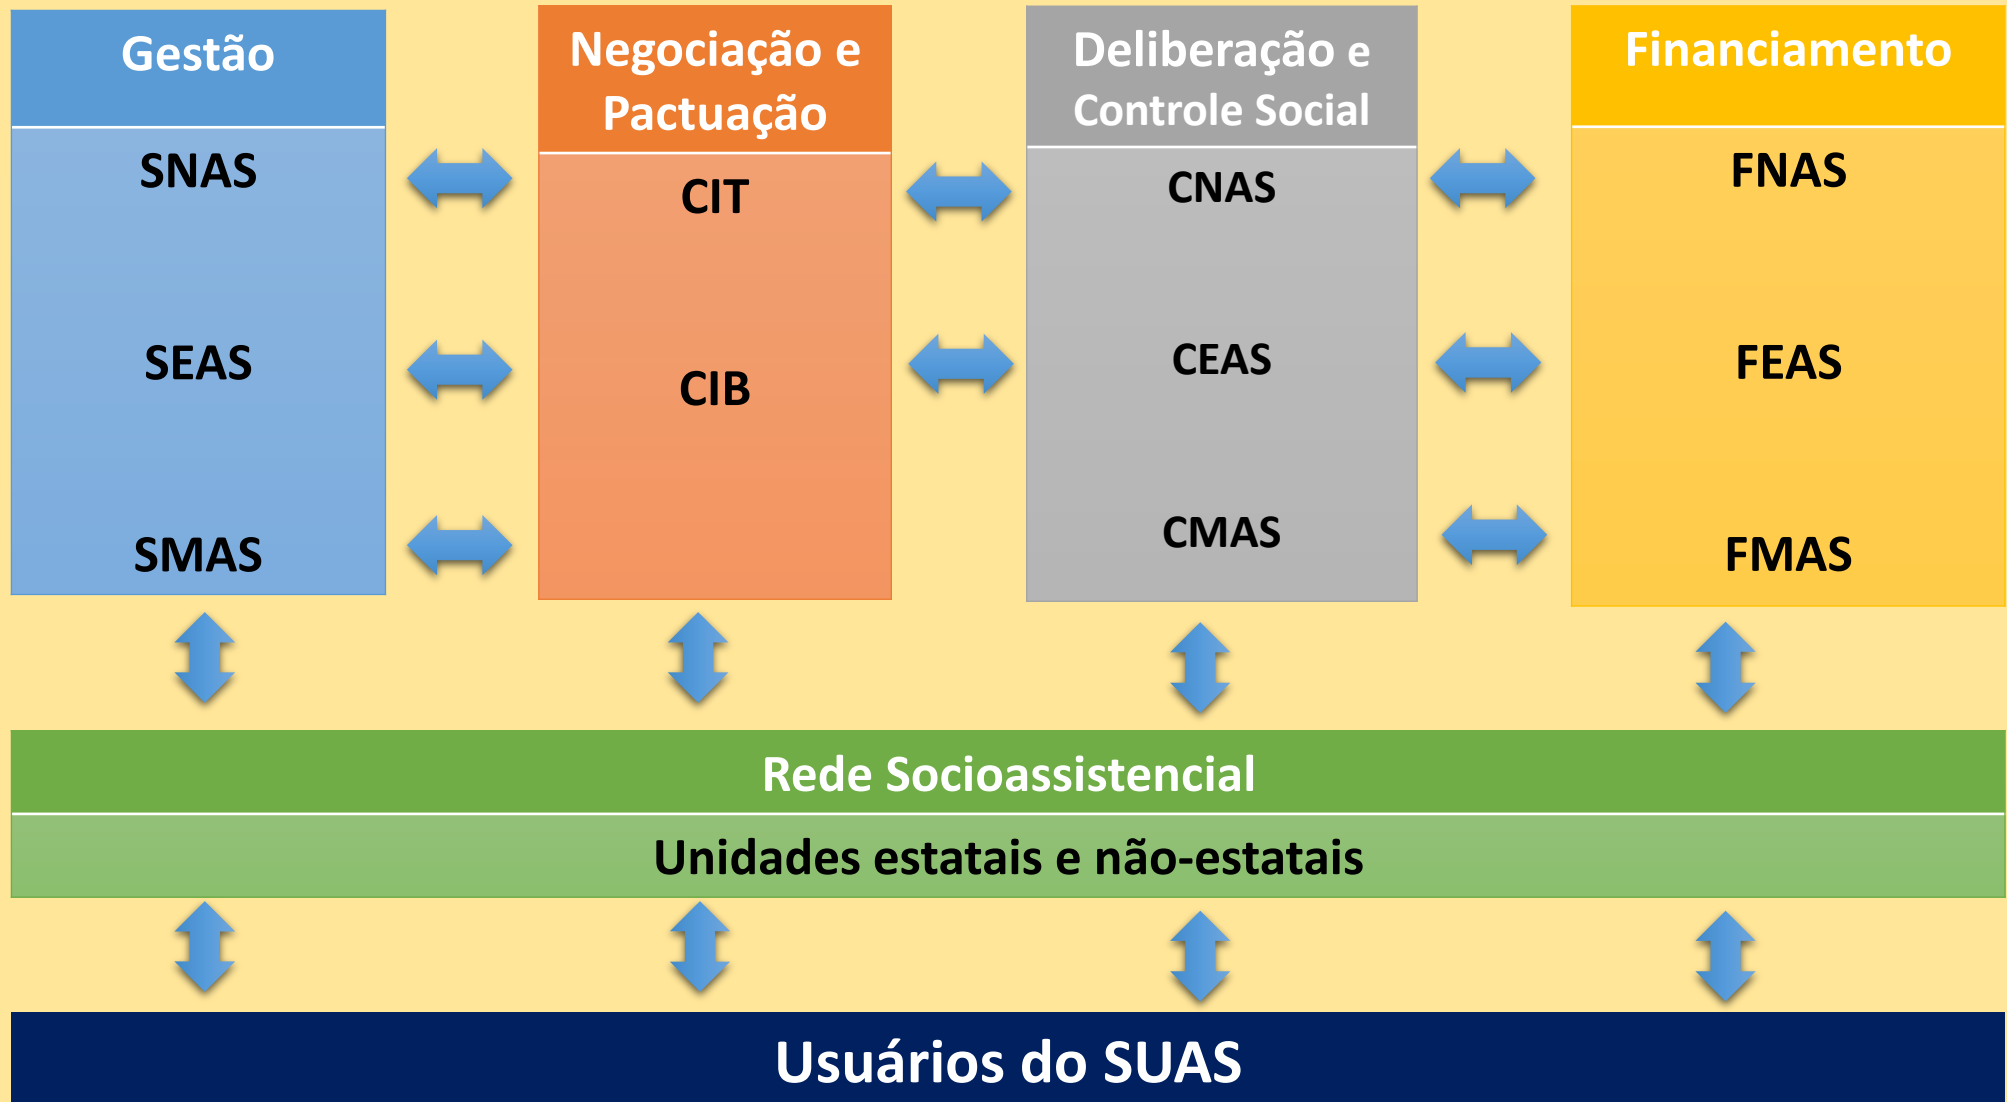 Gestão
SNAS
SEAS
SMAS
Negociação e
Pactuação
CIT
CIB
Deliberação e
Controle Social
CNAS
CEAS
CMAS
Financiamento
FNAS
FEAS
FMAS
Rede Socioassistencial
Unidades estatais e não-estatais
Usuários do SUAS